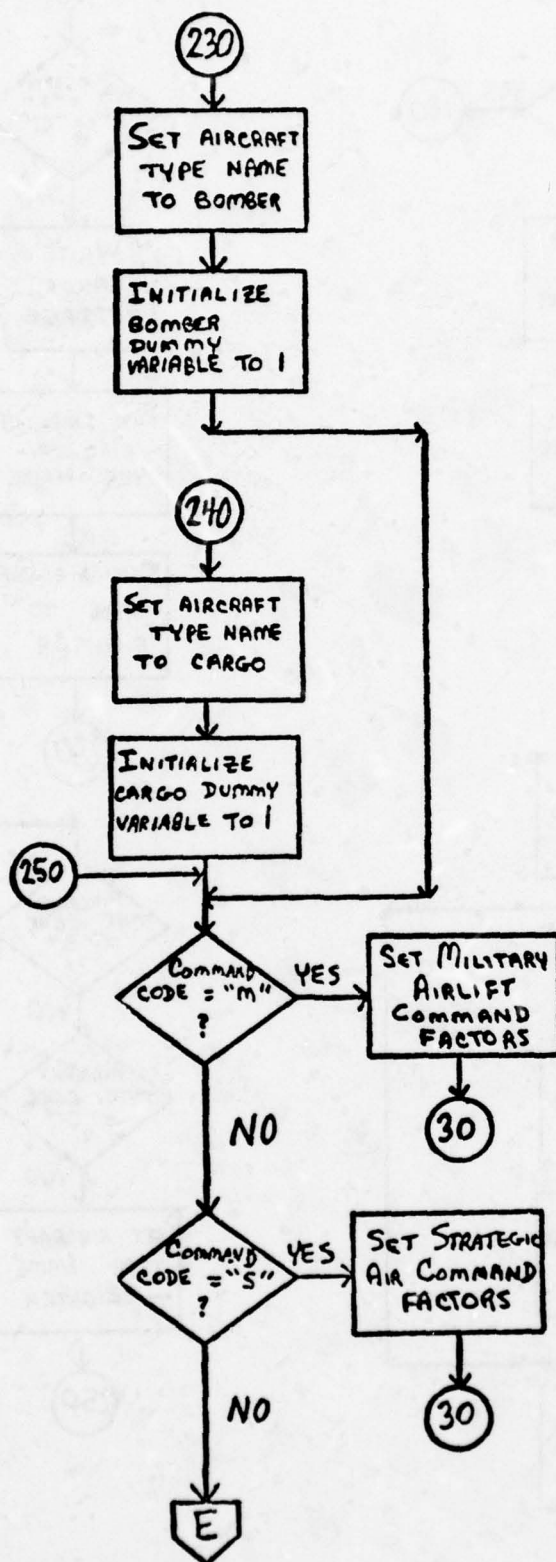 230
SET AIRCRAFT
TYPE NAME
TO BOMBER
INITIALIZE
BOMBER
DUMMY
VARIABLE TO 1
240
SET AIRCRAFT
TYPE NAME
TO CARGO
INITIALIZE
CARGO DUMMY
VARIABLE TO 1
250
COMMAND
CODE = "M"
?
YES
SET MILITARY
AIRLIFT
COMMAND
FACTORS
30
NO
COMMAND
CODE = "S"
?
YES
SET STRATEGIC
AIR COMMAND
FACTORS
30
NO
E